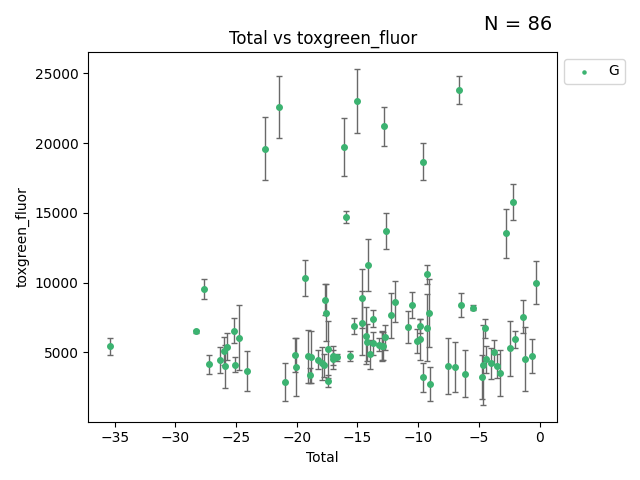 N = 86
Total vs toxgreen_fluor
G
toxgreen_fluor
25000
20000
15000
10000
5000
−35 −30 −25 −20 −15 −10 −5 0
Total